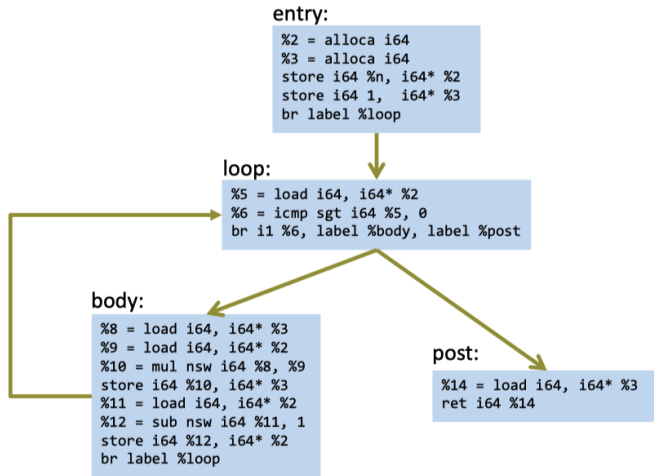 entry:
%2 = alloca i64
%3 = alloca i64
store i64 %n, i64* %2
store i64 1,  i64* %3
br label %loop
loop:
%5 = load i64, i64* %2
%6 = icmp sgt i64 %5, 0
br i1 %6, label %body, label %post
body:
%8 = load i64, i64* %3
%9 = load i64, i64* %2
%10 = mul nsw i64 %8, %9
store i64 %10, i64* %3
%11 = load i64, i64* %2
%12 = sub nsw i64 %11, 1
store i64 %12, i64* %2
br label %loop
post:
%14 = load i64, i64* %3
ret i64 %14